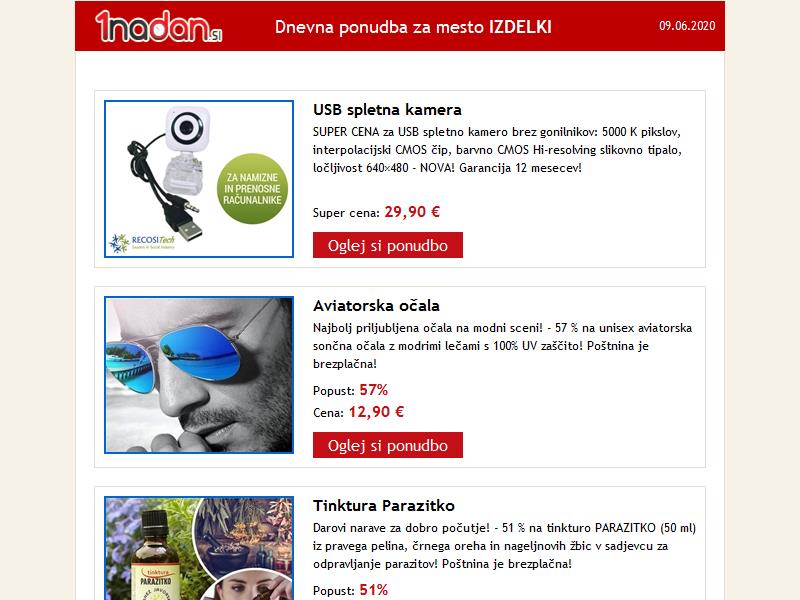 1nadan.si
Dnevna ponudba za mesto IZDELKI
09.06.2020
USB spletna kamera
SUPER CENA za USB spletno kamero brez gonilnikov: 5000 K pikslov,
interpolacijski CMOS čip, barvno CMOS Hi-resolving slikovno tipalo,
ločljivost 640×480 - NOVA! Garancija 12 mesecev!
ZA NAMIZNE
IN PRENOSNE
RAČUNALNIKE
RECOSITech
Super cena: 29,90 €
Oglej si ponudbo
Aviatorska očala
Najbolj priljubljena očala na modni sceni! - 57 % na unisex aviatorska
sončna očala z modrimi lečami s 100% UV zaščito! Poštnina je
brezplačna!
Popust: 57%
Cena: 12,90 €
Oglej si ponudbo
Tinktura Parazitko
Darovi narave za dobro počutje! - 51 % na tinkturo PARAZITKO (50 ml)
iz pravega pelina, črnega oreha in nageljnovih žbic v sadjevcu za
odpravljanje parazitov! Poštnina je brezplačna!
tinktura
PARAZITKO
Popust: 51%